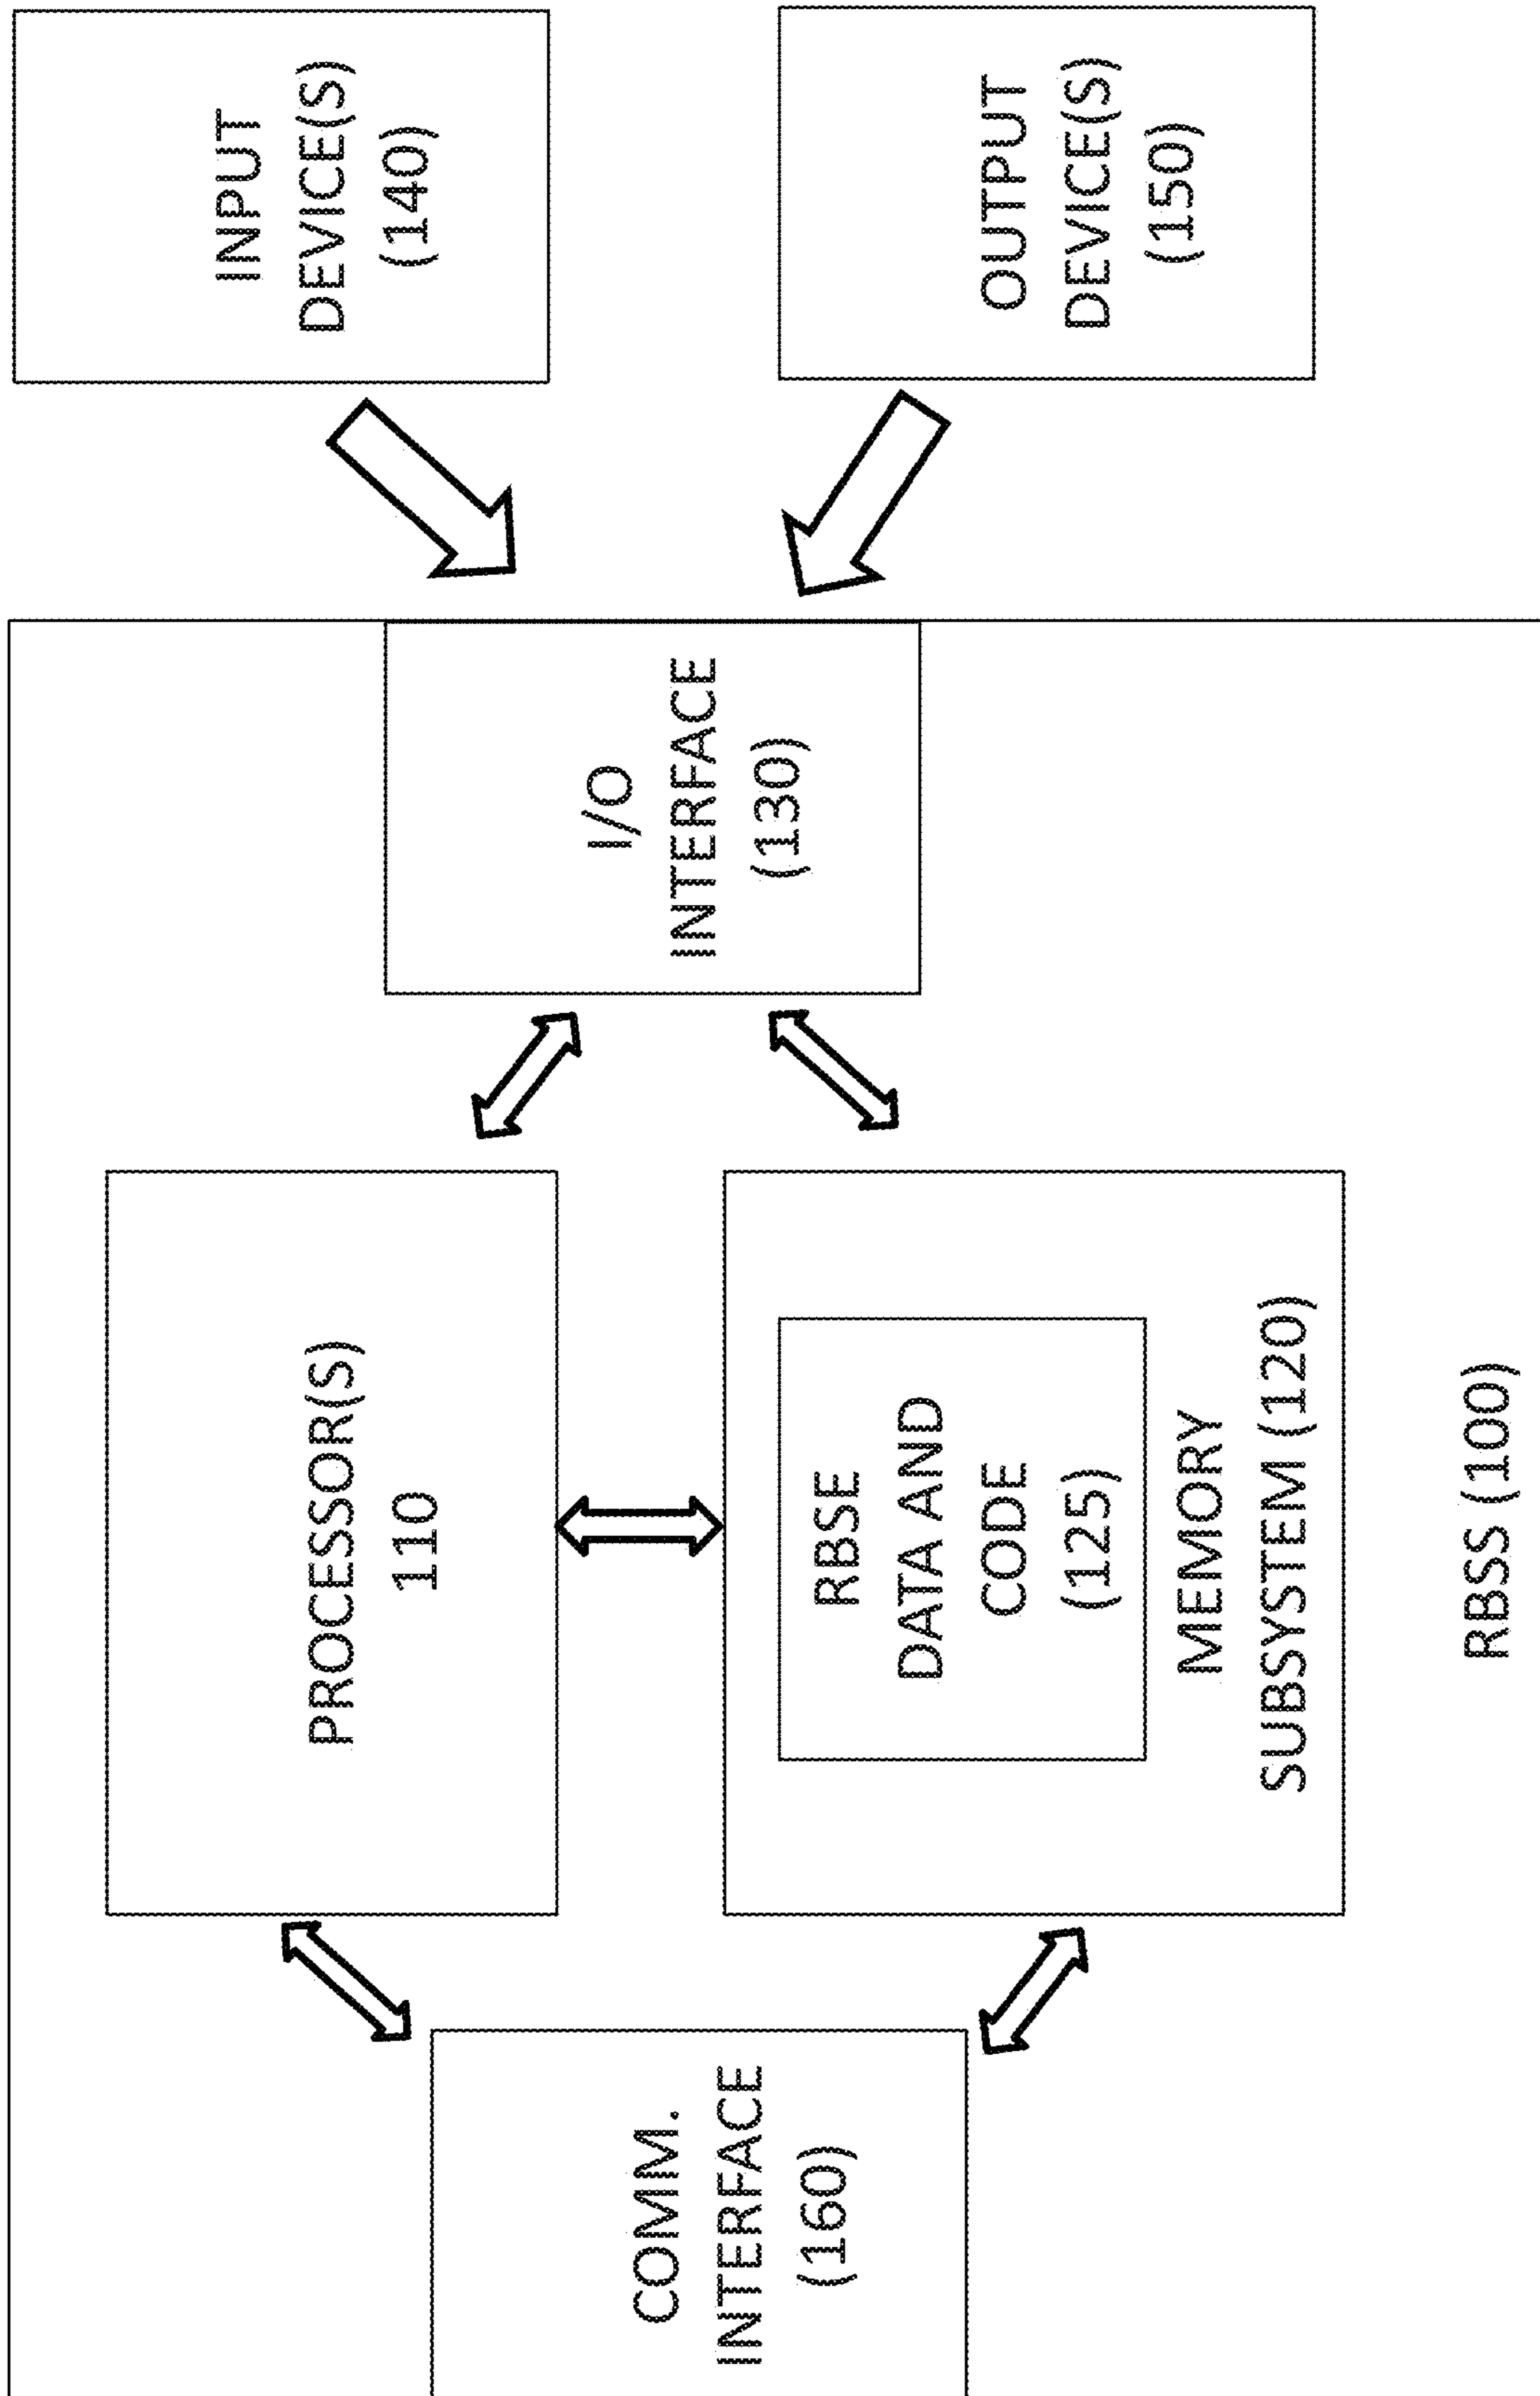 COMM.
INTERFACE
(160)
PROCESSOR(S)
110
RBSE
DATA AND
CODE
(125)
MEMORY
SUBSYSTEM (120)
I/O
INTERFACE
(130)
INPUT
DEVICE(S)
(140)
OUTPUT
DEVICE(S)
(150)
RBSS (100)